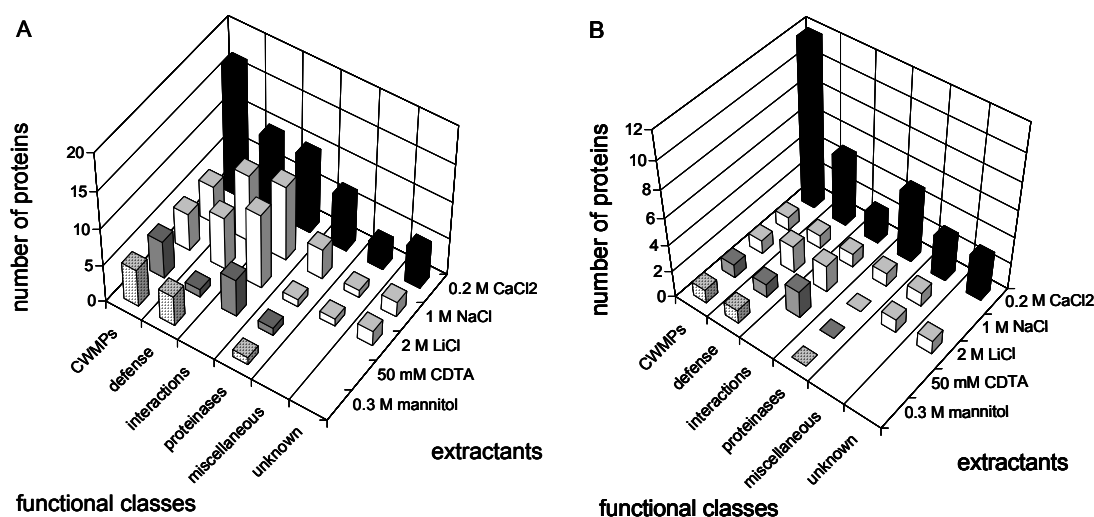 A
number of proteins
20
15
10
5
0
CWMPs
defense
interactions
proteinases
miscellaneous
unknown
0.2 M CaCl2
1 M NaCl
2 M LiCl
50 mM CDTA
0.3 M mannitol
extractants
functional classes
B
number of proteins
12
10
8
6
4
2
0
CWMPs
defense
interactions
proteinases
miscellaneous
unknown
0.2 M CaCl2
1 M NaCl
2 M LiCl
50 mM CDTA
0.3 M mannitol
extractants
functional classes